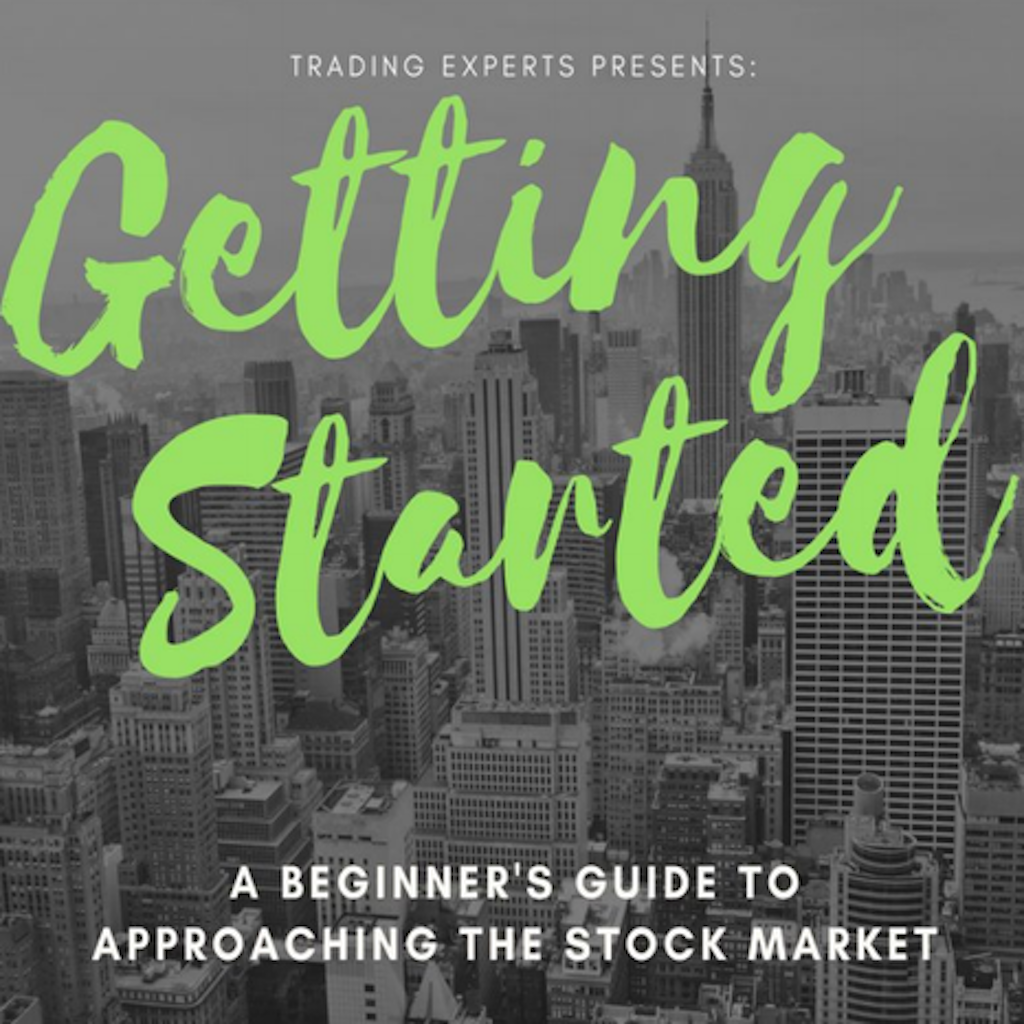 TRADING EXPERTS PRESENTS:
Getting
Started
A BEGINNER'S GUIDE TO
APPROACHING THE STOCK MARKET